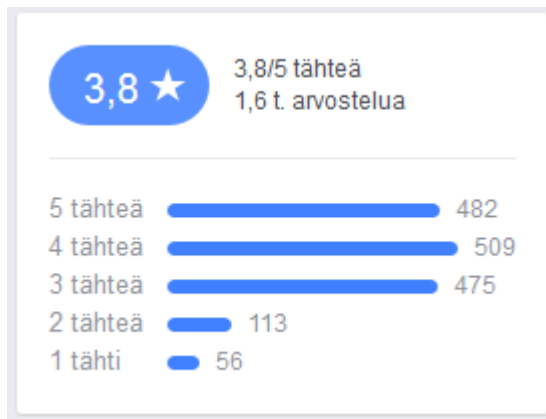 3,8 ★
3,8/5 tähteä
1,6 t. arvostelua
5 tähteä 482
4 tähteä 509
3 tähteä 475
2 tähteä 113
1 tähti 56